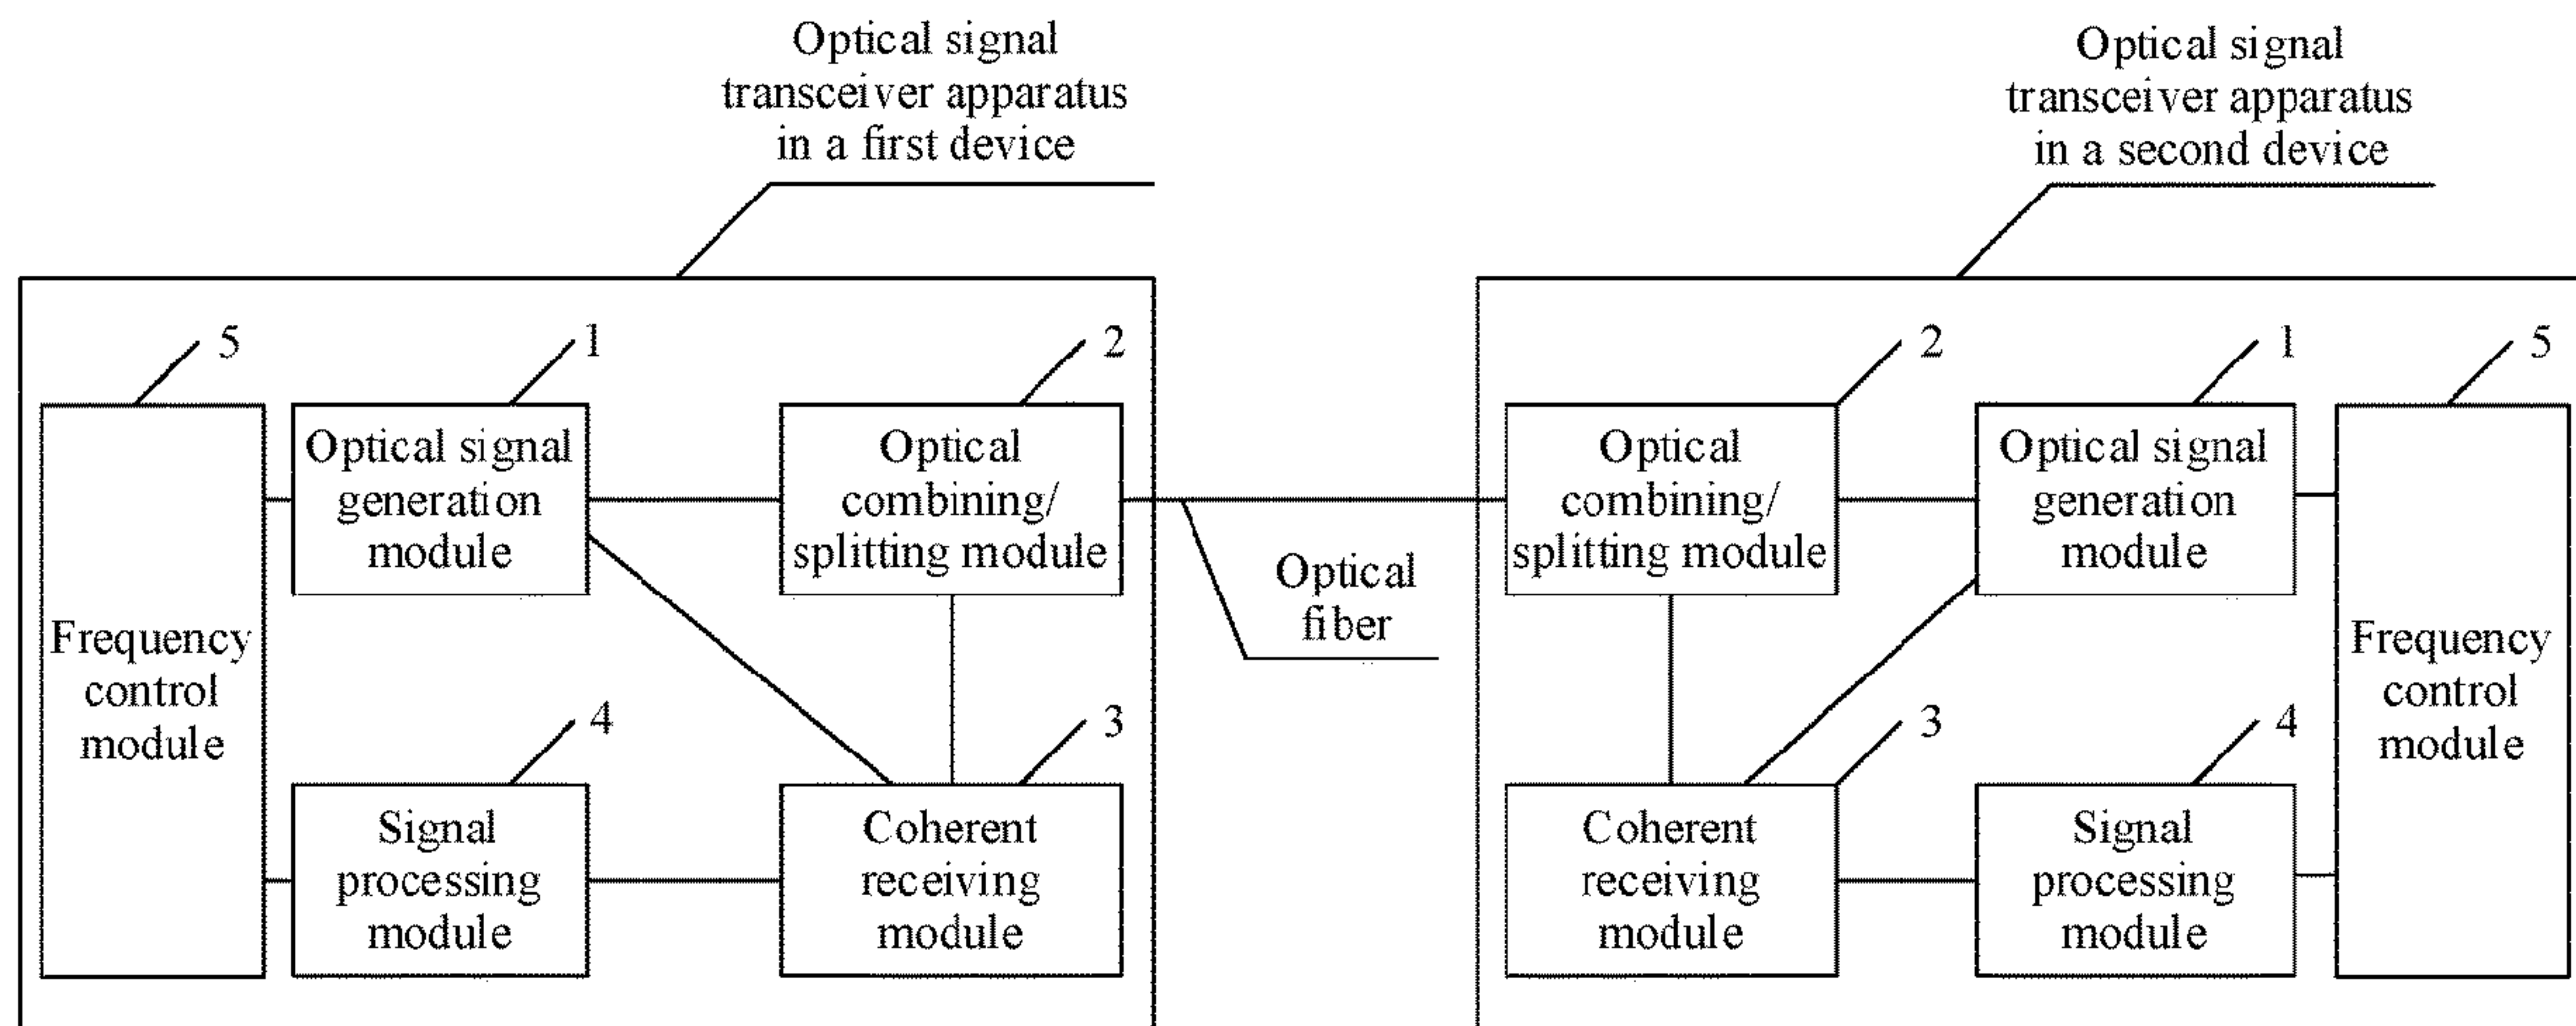 Optical signal
transceiver apparatus
in a first device
Optical signal
transceiver apparatus
in a second device
5
1
2
2
1
5
Frequency
control
module
Optical signal
generation
module
Optical
combining/
splitting module
Optical
fiber
Optical
combining/
splitting module
Optical signal
generation
module
Frequency
control
module
4
3
3
4
Signal
processing
module
Coherent
receiving
module
Coherent
receiving
module
Signal
processing
module